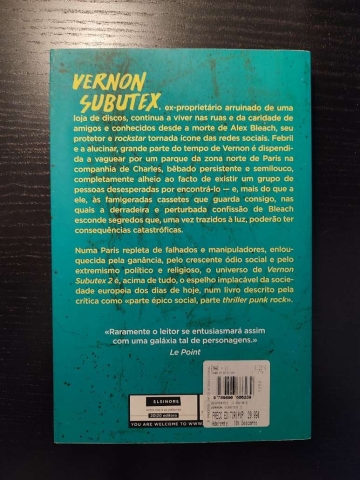 VERNON
SUBUTEX, ex-proprietário arruinado de uma
loja de discos, continua a viver nas ruas e da caridade de
amigos e conhecidos desde a morte de Alex Bleach, seu
protetor e rockstar tornada ícone das redes sociais. Febril
e a alucinar, grande parte do tempo de Vernon é dispendi-
da a vaguear por um parque da zona norte de Paris na
companhia de Charles, bêbado persistente e semilouco,
completamente alheio ao facto de existir um grupo de
pessoas desesperadas por encontrá-lo — e, mais do que a
ele, às famigeradas cassetes que guarda consigo, nas
quais a derradeira e perturbada confissão de Bleach
esconde segredos que, uma vez trazidos à luz, poderão ter
consequências catastróficas.
Numa Paris repleta de falhados e manipuladores, enlou-
quecida pela ganância, pelo crescente ódio social e pelo
extremismo político e religioso, o universo de Vernon
Subutex 2 é, acima de tudo, o espelho implacável da sociedade
europeia dos dias de hoje, num livro descrito pela
crítica como «parte épico social, parte thriller punk rock».
«Raramente o leitor se entusiasmará assim
com uma galáxia tal de personagens.»
Le Point
ELSINORE
20|20 editora
YOU ARE WELCOME TO WWW.